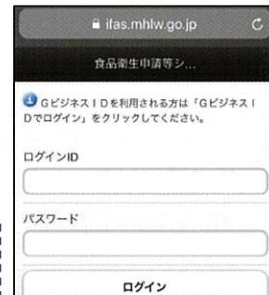 ifas.mhlw.go.jp
食品衛生申請等シ...
GビジネスIDを利用される方は「GビジネスI
Dでログイン」をクリックしてください。
ログインID
パスワード
ログイン